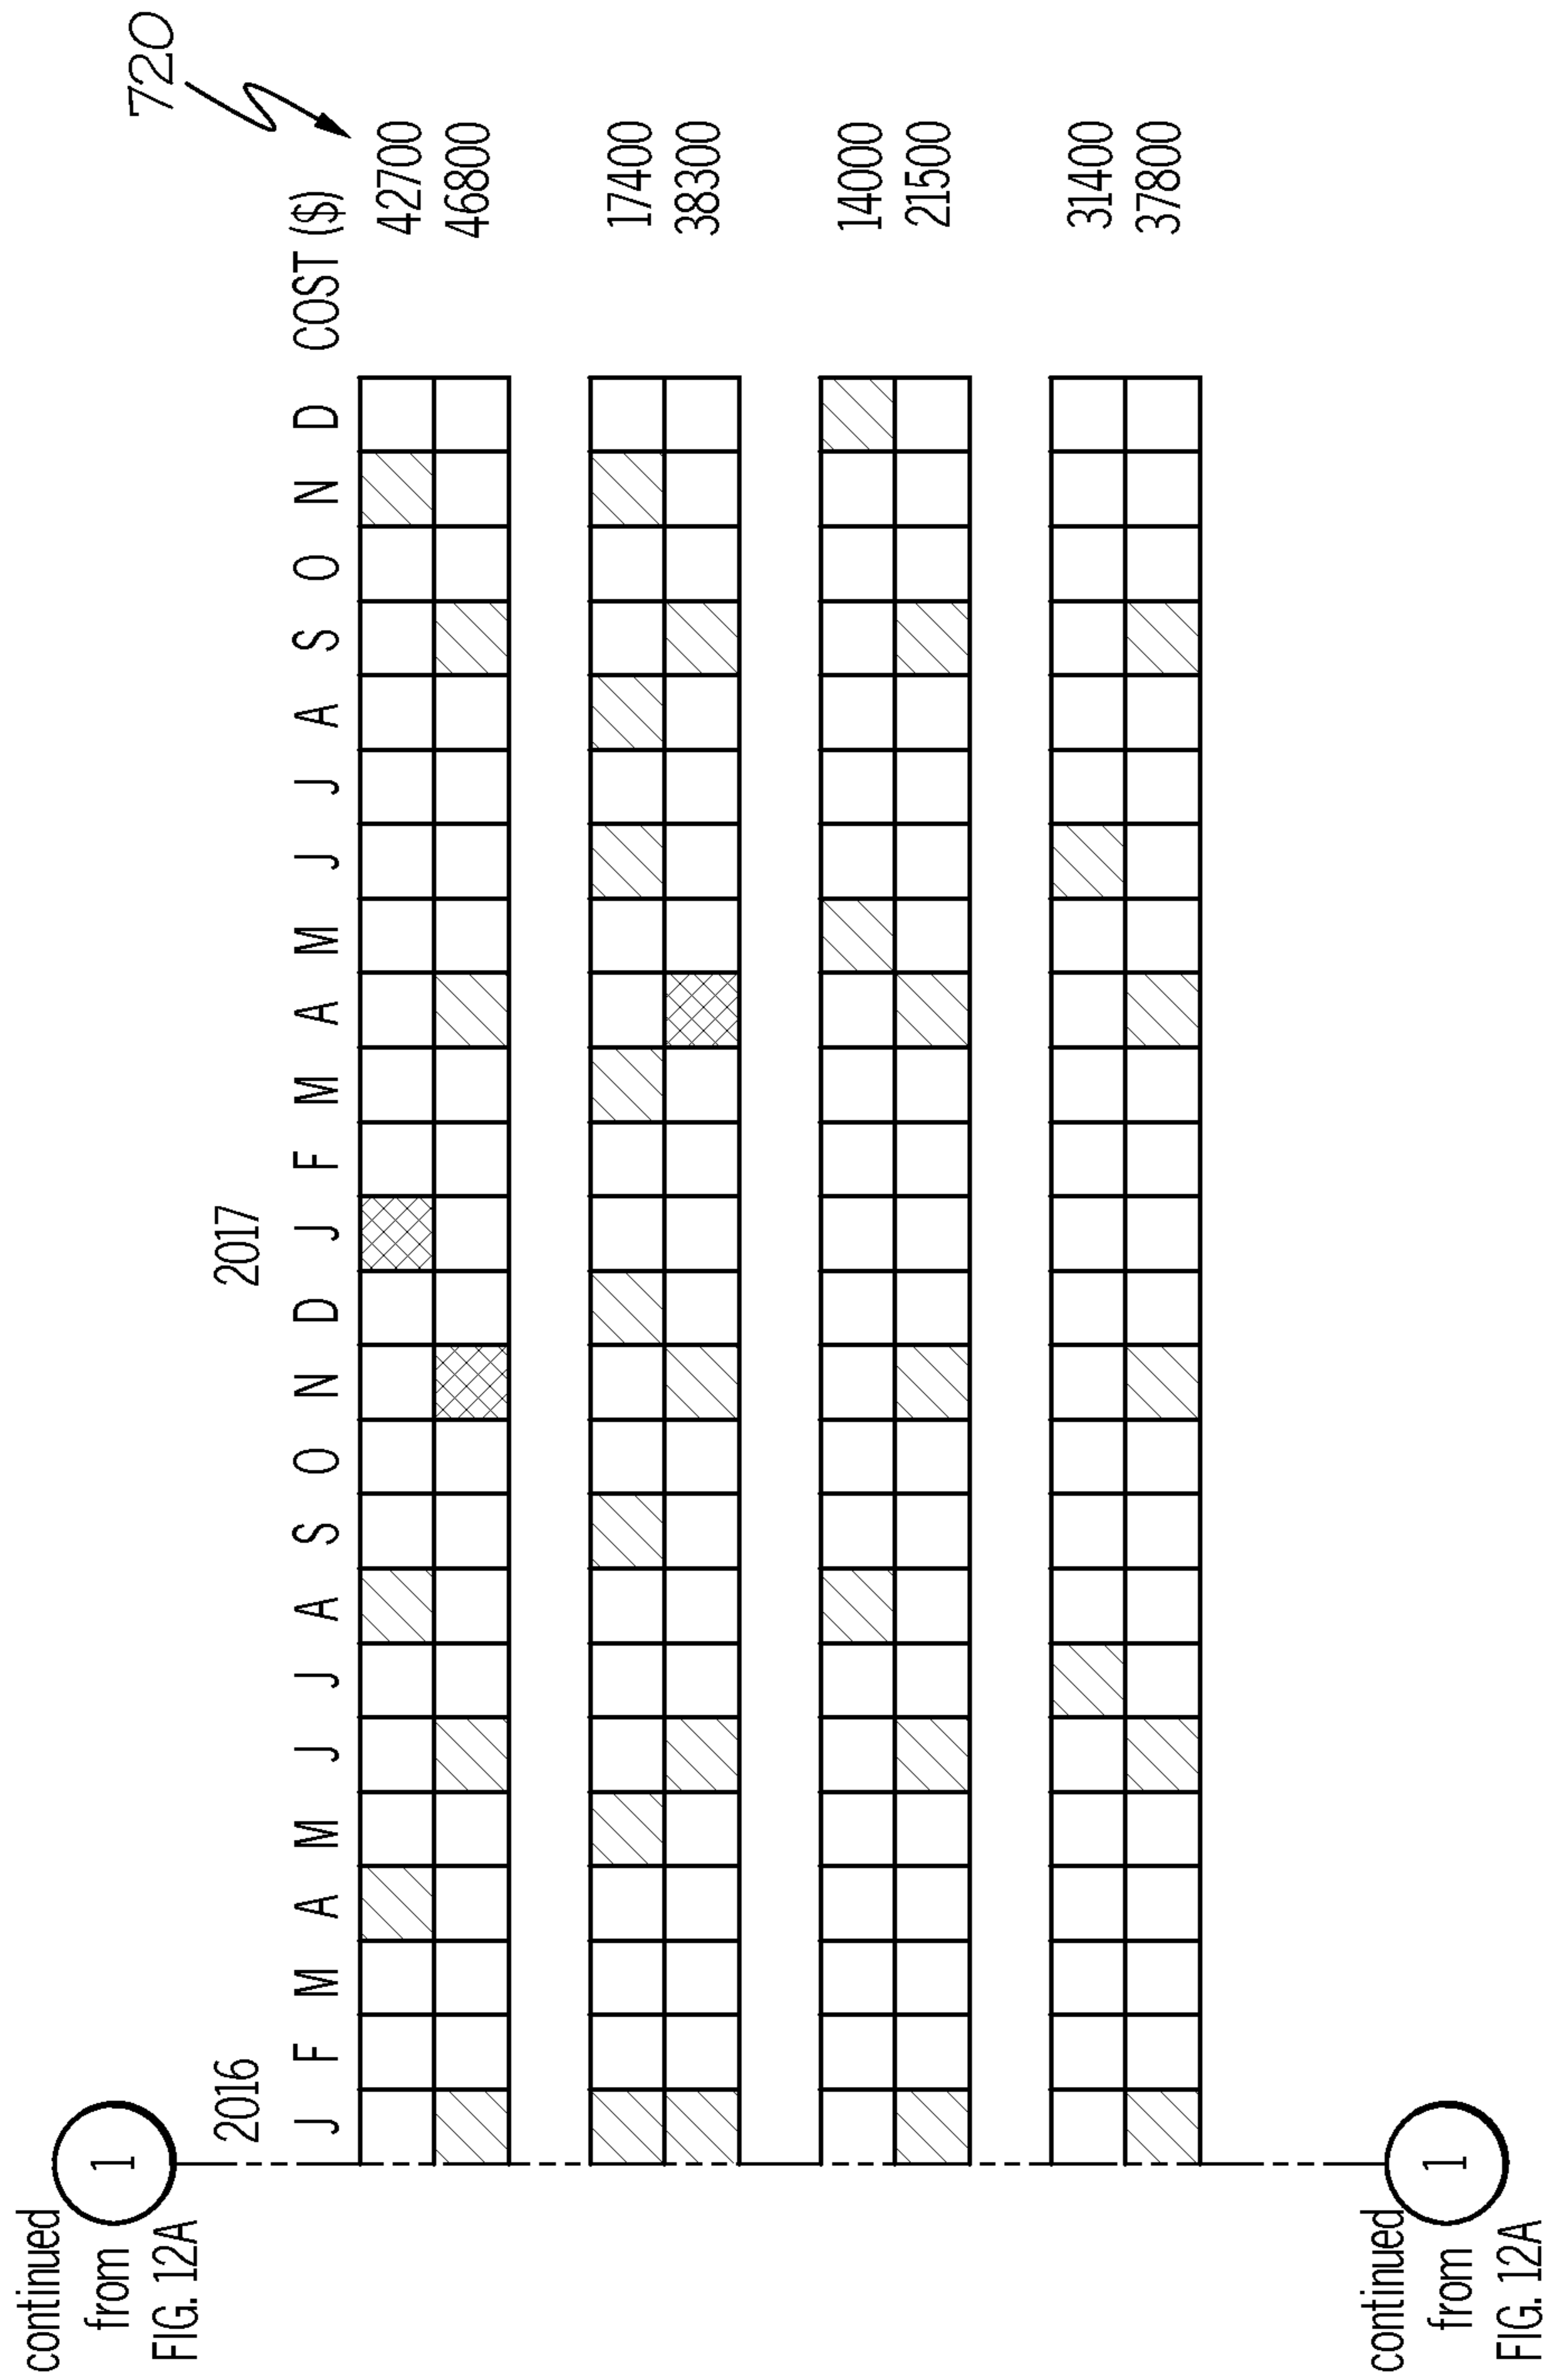 720
continued
from
FIG. 12A
1
2016 2017
J F M A M J J A S O N D J F M A M J J A S O N D COST ($)
42700
46800
17400
38300
14000
21500
31400
37800
continued
from
FIG. 12A
1